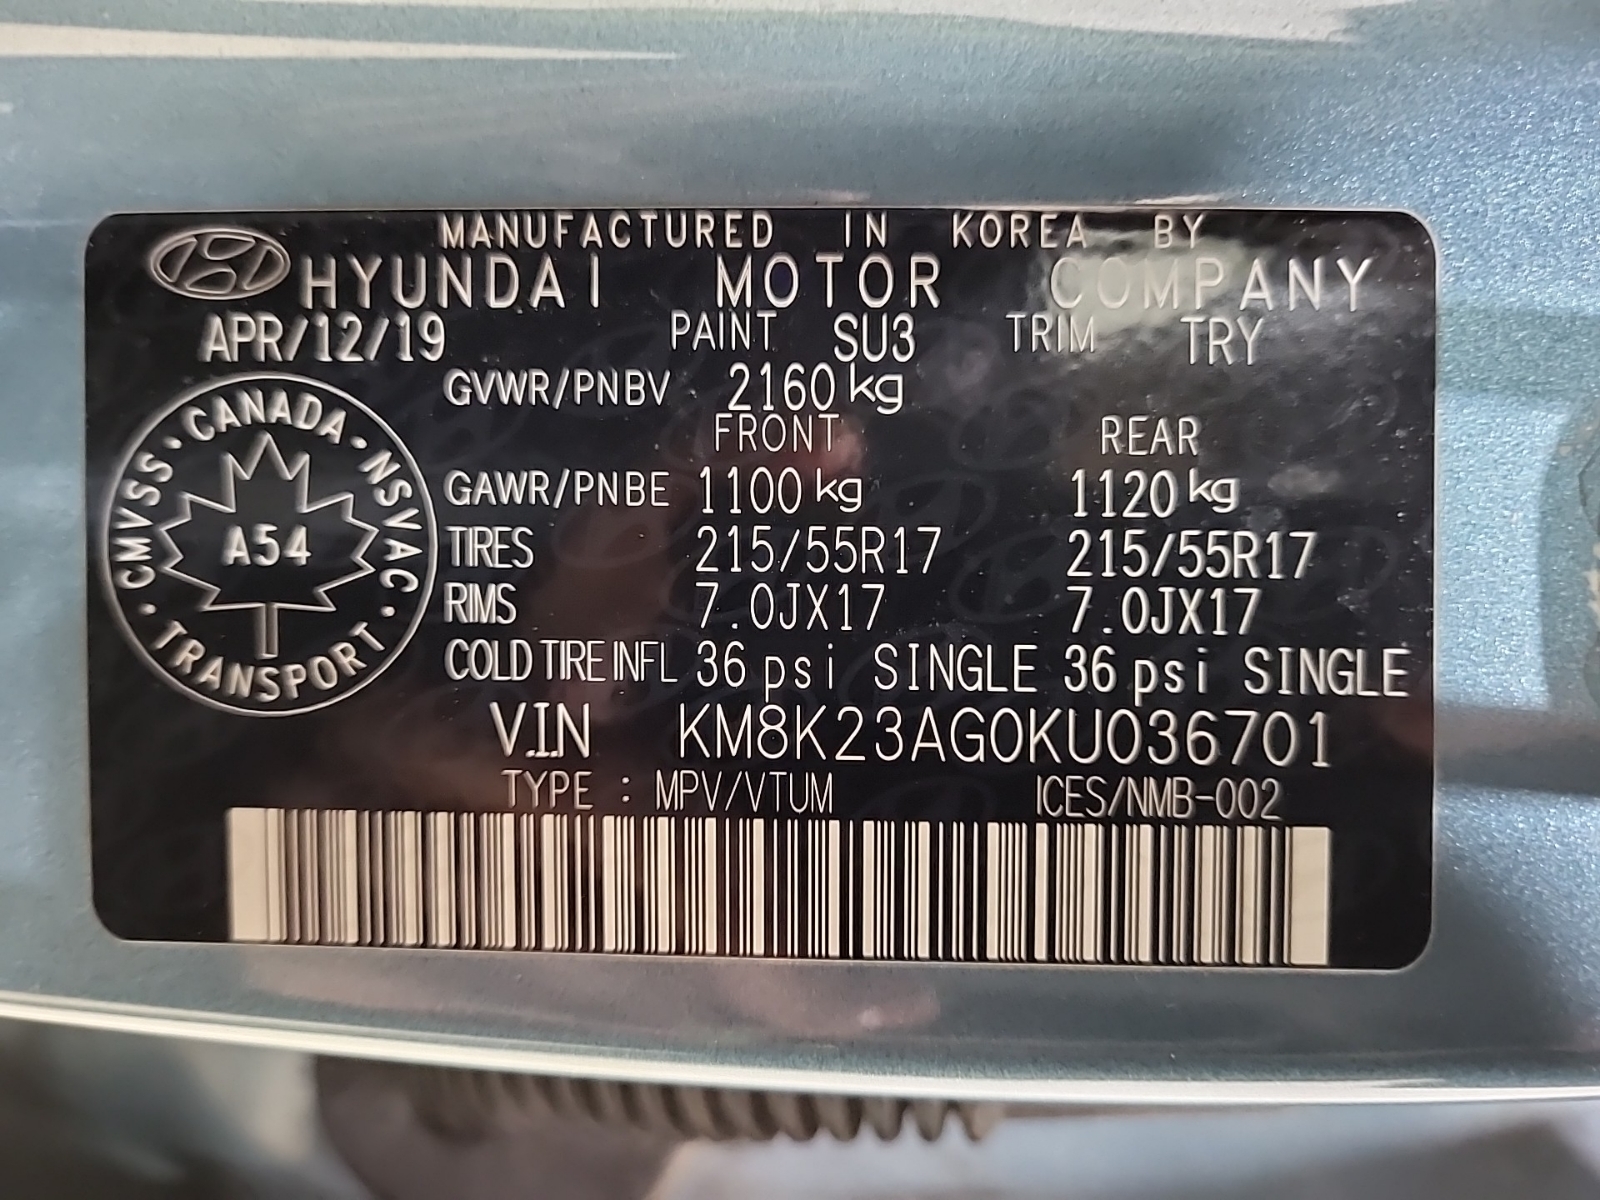 MANUFACTURED IN KOREA BY
HYUNDAI MOTOR COMPANY
APR/12/19 PAINT SU3 TRIM TRY
GVWR/PNBV 2160 kg
FRONT REAR
GAWR/PNBE 1100 kg 1120 kg
TIRES 215/55R17 215/55R17
RIMS 7.0JX17 7.0JX17
COLD TIRE INFL 36 psi SINGLE 36 psi SINGLE
V.I.N KM8K23AG0KU036701
TYPE : MPV/VTUM ICES/NMB-002
CANADA · NSVAC · TRANSPORT · CMVSS ·
A54